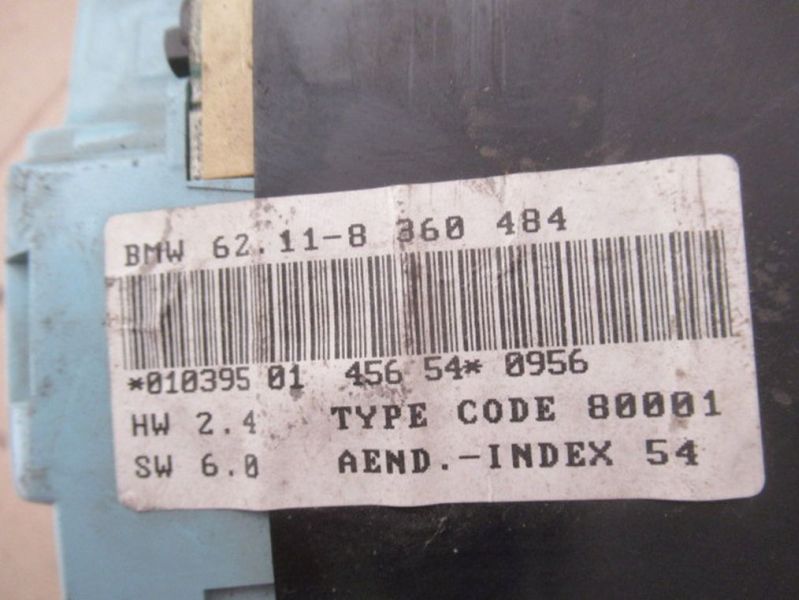 BMW 62.11-8 360 484
*010395 01 456 54* 0956
HW 2.4 TYPE CODE 80001
SW 6.0 AEND.-INDEX 54